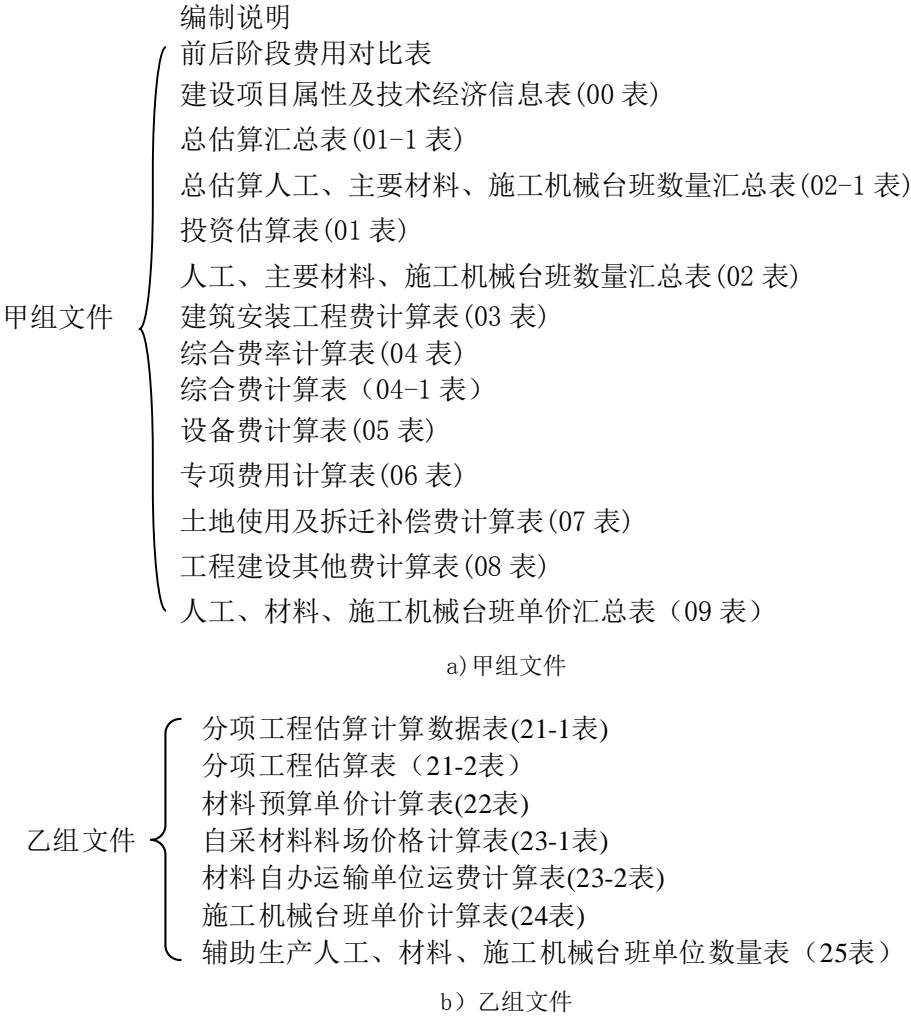 编制说明
前后阶段费用对比表
建设项目属性及技术经济信息表(00 表)
总估算汇总表(01-1 表)
总估算人工、主要材料、施工机械台班数量汇总表(02-1 表)
投资估算表(01 表)
人工、主要材料、施工机械台班数量汇总表(02 表)
甲组文件
建筑安装工程费计算表(03 表)
综合费率计算表(04 表)
综合费计算表（04-1 表）
设备费计算表(05 表)
专项费用计算表(06 表)
土地使用及拆迁补偿费计算表(07 表)
工程建设其他费计算表(08 表)
人工、材料、施工机械台班单价汇总表（09 表）
a)甲组文件
分项工程估算计算数据表(21-1表)
分项工程估算表（21-2表）
材料预算单价计算表(22表)
乙组文件
自采材料料场价格计算表(23-1表)
材料自办运输单位运费计算表(23-2表)
施工机械台班单价计算表(24表)
辅助生产人工、材料、施工机械台班单位数量表（25表）
b）乙组文件